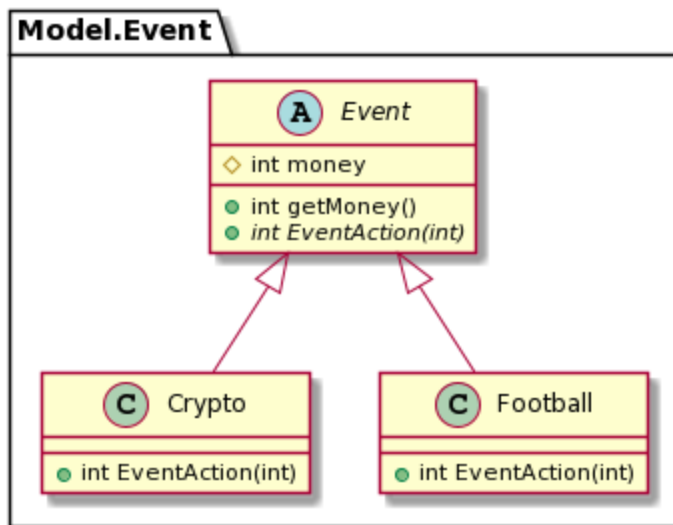 Model.Event
A Event
int money
int getMoney()
int EventAction(int)
C Crypto
int EventAction(int)
C Football
int EventAction(int)